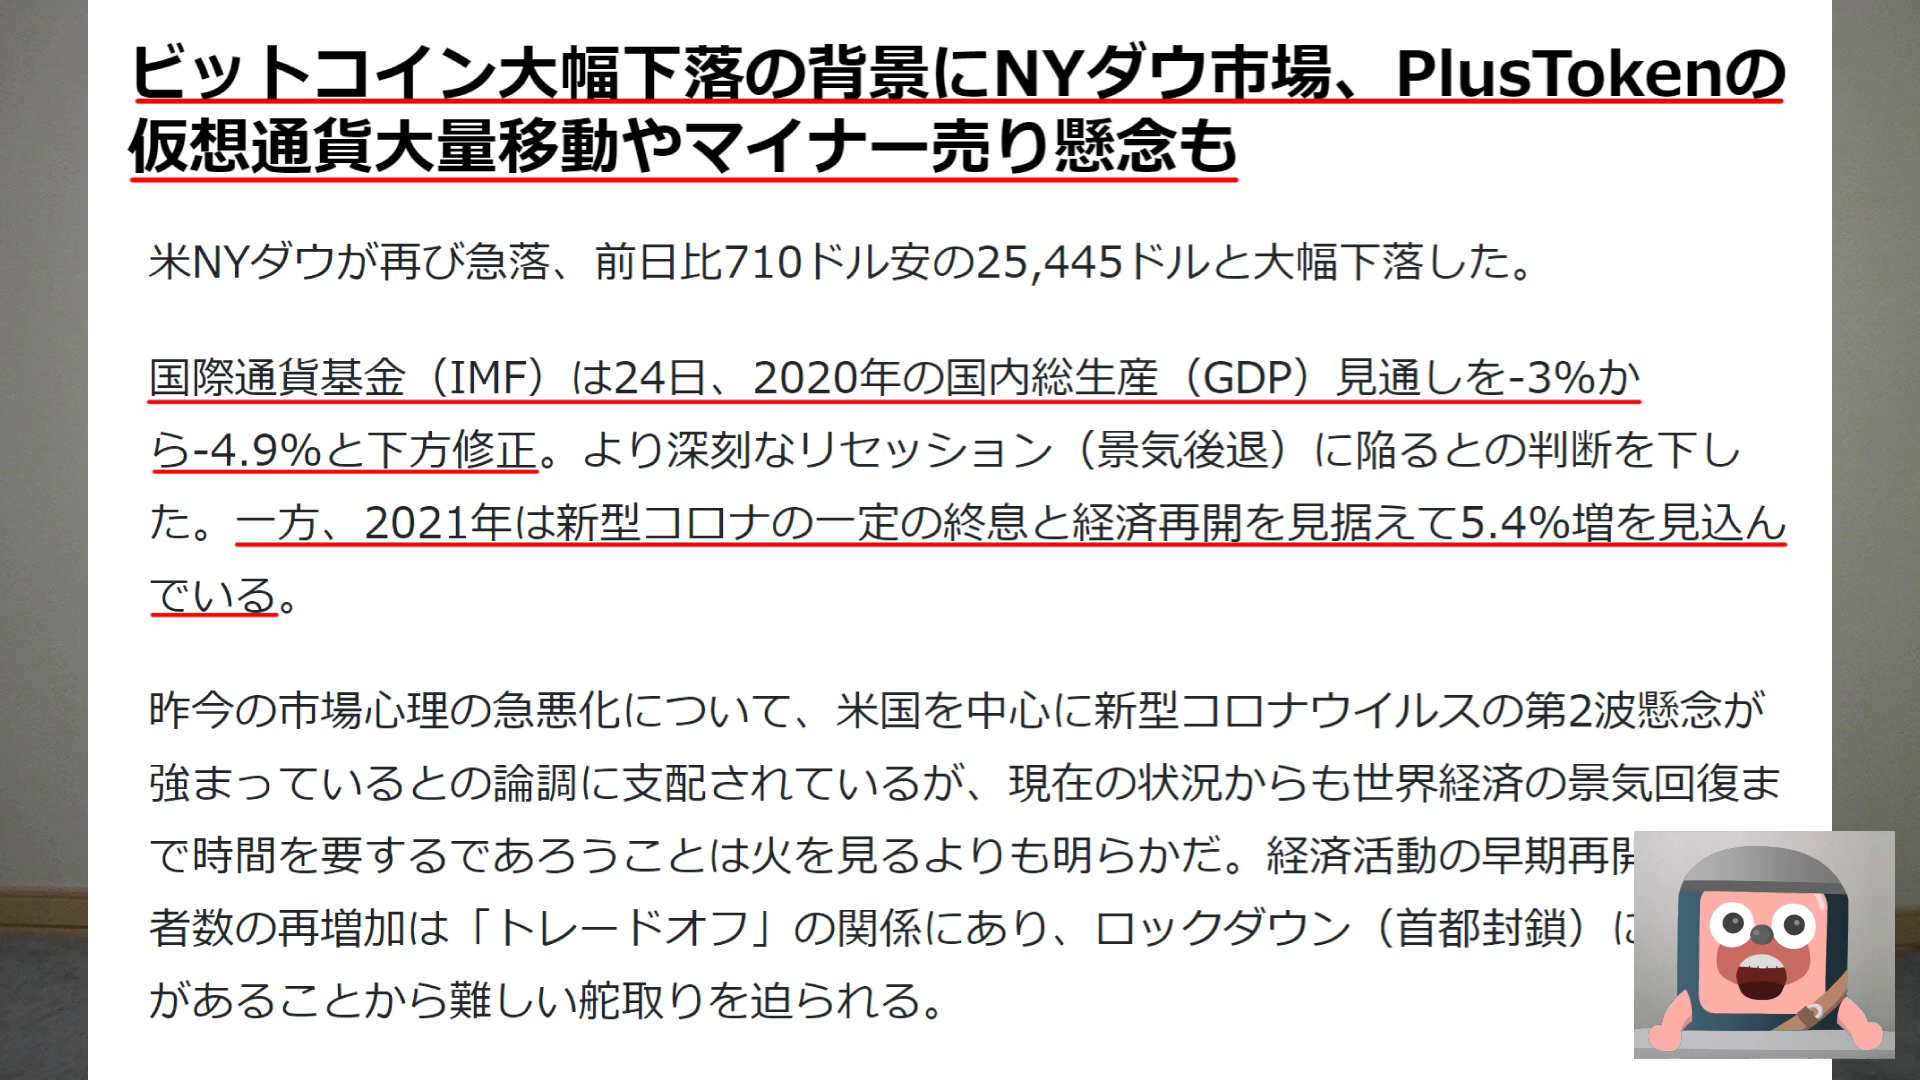 ビットコイン大幅下落の背景にNYダウ市場、PlusTokenの
仮想通貨大量移動やマイナー売り懸念も
米NYダウが再び急落、前日比710ドル安の25,445ドルと大幅下落した。
国際通貨基金（IMF）は24日、2020年の国内総生産（GDP）見通しを-3%か
ら-4.9%と下方修正。より深刻なリセッション（景気後退）に陥るとの判断を下し
た。一方、2021年は新型コロナの一定の終息と経済再開を見据えて5.4%増を見込ん
でいる。
昨今の市場心理の急悪化について、米国を中心に新型コロナウイルスの第2波懸念が
強まっているとの論調に支配されているが、現在の状況からも世界経済の景気回復ま
で時間を要するであろうことは火を見るよりも明らかだ。経済活動の早期再開
者数の再増加は「トレードオフ」の関係にあり、ロックダウン（首都封鎖）に
があることから難しい舵取りを迫られる。